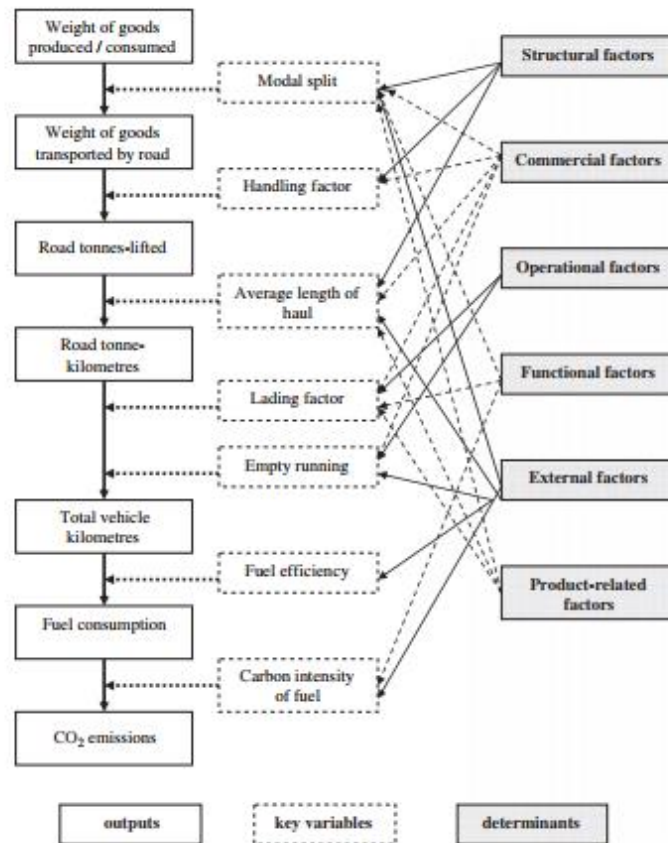 Weight of goods
produced / consumed
Modal split
Structural factors
Weight of goods
transported by road
Commercial factors
Handling factor
Road tonnes-lifted
Operational factors
Average length of
haul
Road tonne-
kilometres
Functional factors
Lading factor
Empty running
External factors
Total vehicle
kilometres
Fuel efficiency
Product-related
factors
Fuel consumption
Carbon intensity
of fuel
CO2 emissions
outputs
key variables
determinants